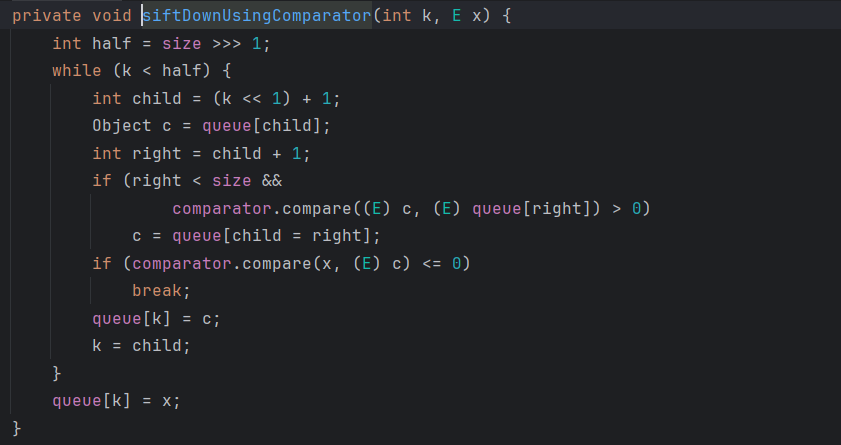 private void siftDownUsingComparator(int k, E x) {
    int half = size >>> 1;
    while (k < half) {
        int child = (k << 1) + 1;
        Object c = queue[child];
        int right = child + 1;
        if (right < size &&
                comparator.compare((E) c, (E) queue[right]) > 0)
            c = queue[child = right];
        if (comparator.compare(x, (E) c) <= 0)
            break;
        queue[k] = c;
        k = child;
    }
    queue[k] = x;
}